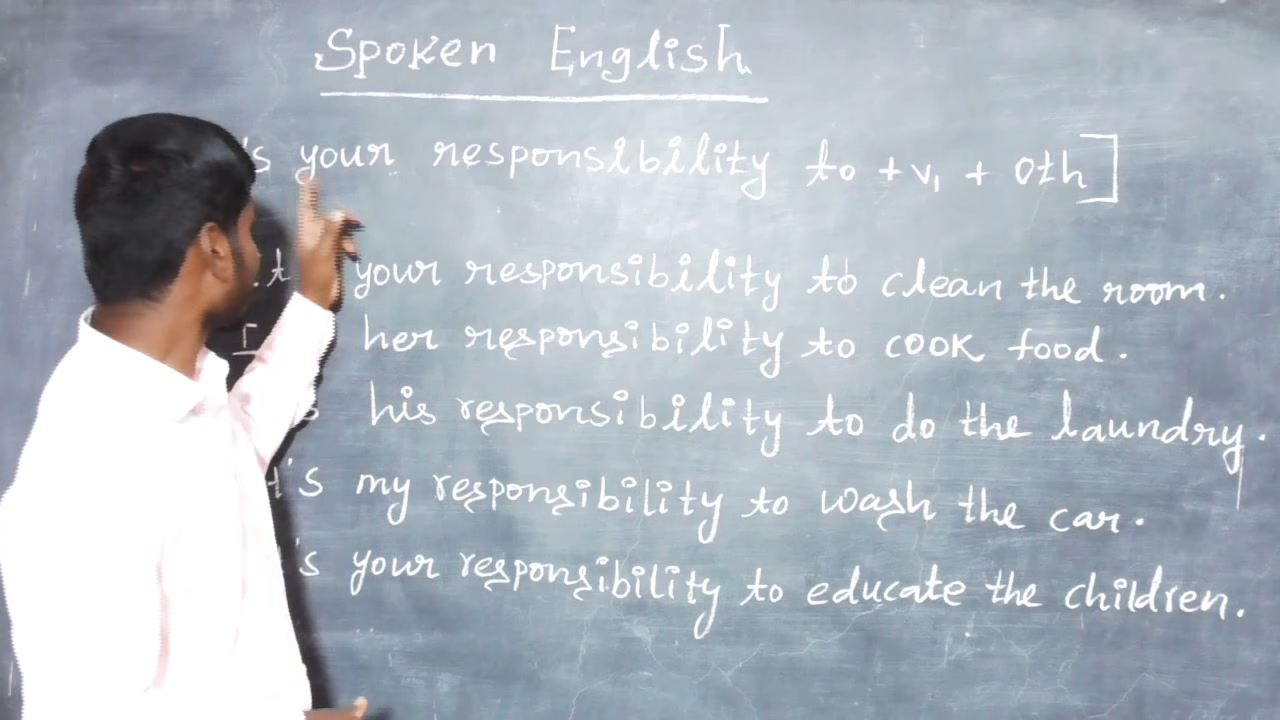 Spoken English
's your responsibility to + V₁ + Oth]
your responsibility to clean the room.
her responsibility to cook food.
his responsibility to do the laundry.
's my responsibility to wash the car.
's your responsibility to educate the children.